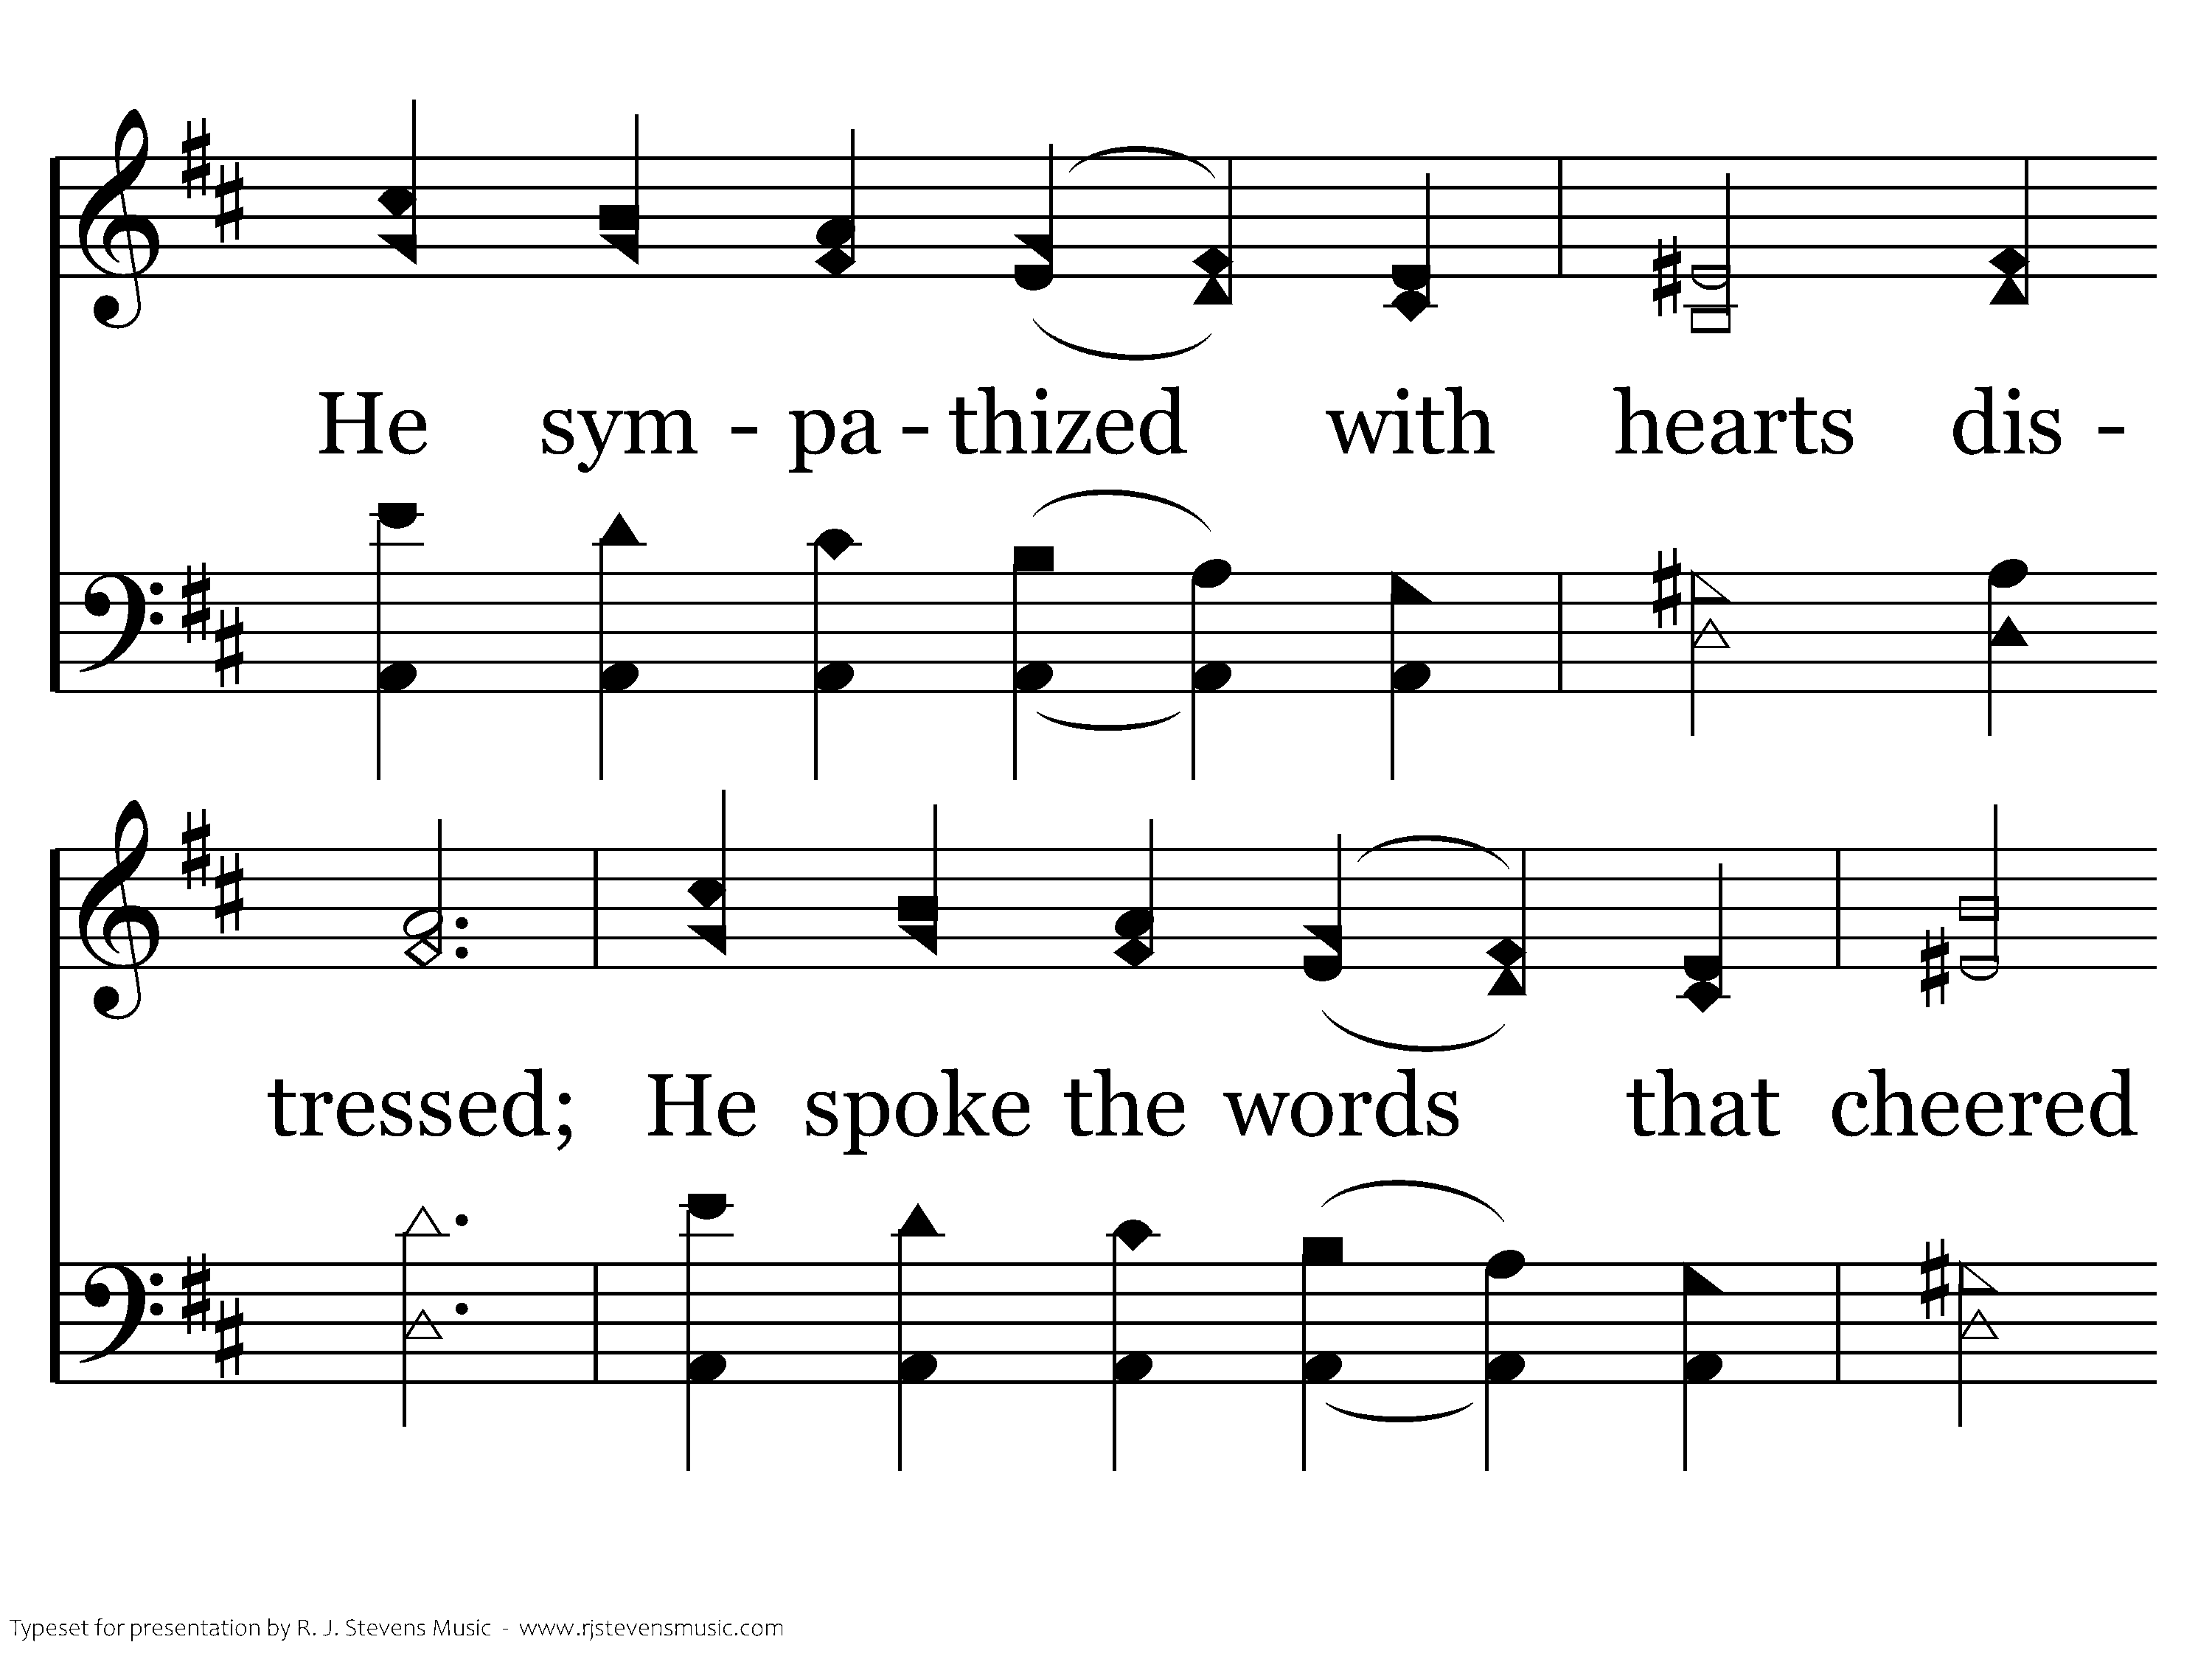 He sym - pa - thized with hearts dis -
tressed; He spoke the words that cheered
Typeset for presentation by R. J. Stevens Music - www.rjstevensmusic.com